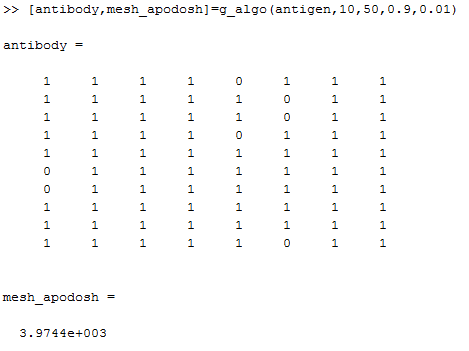 >> [antibody,mesh_apodosh]=g_algo(antigen,10,50,0.9,0.01)
antibody =
1 1 1 1 0 1 1 1
1 1 1 1 1 0 1 1
1 1 1 1 1 0 1 1
1 1 1 1 0 1 1 1
1 1 1 1 1 1 1 1
0 1 1 1 1 1 1 1
0 1 1 1 1 1 1 1
1 1 1 1 1 1 1 1
1 1 1 1 1 1 1 1
1 1 1 1 1 0 1 1
mesh_apodosh =
3.9744e+003